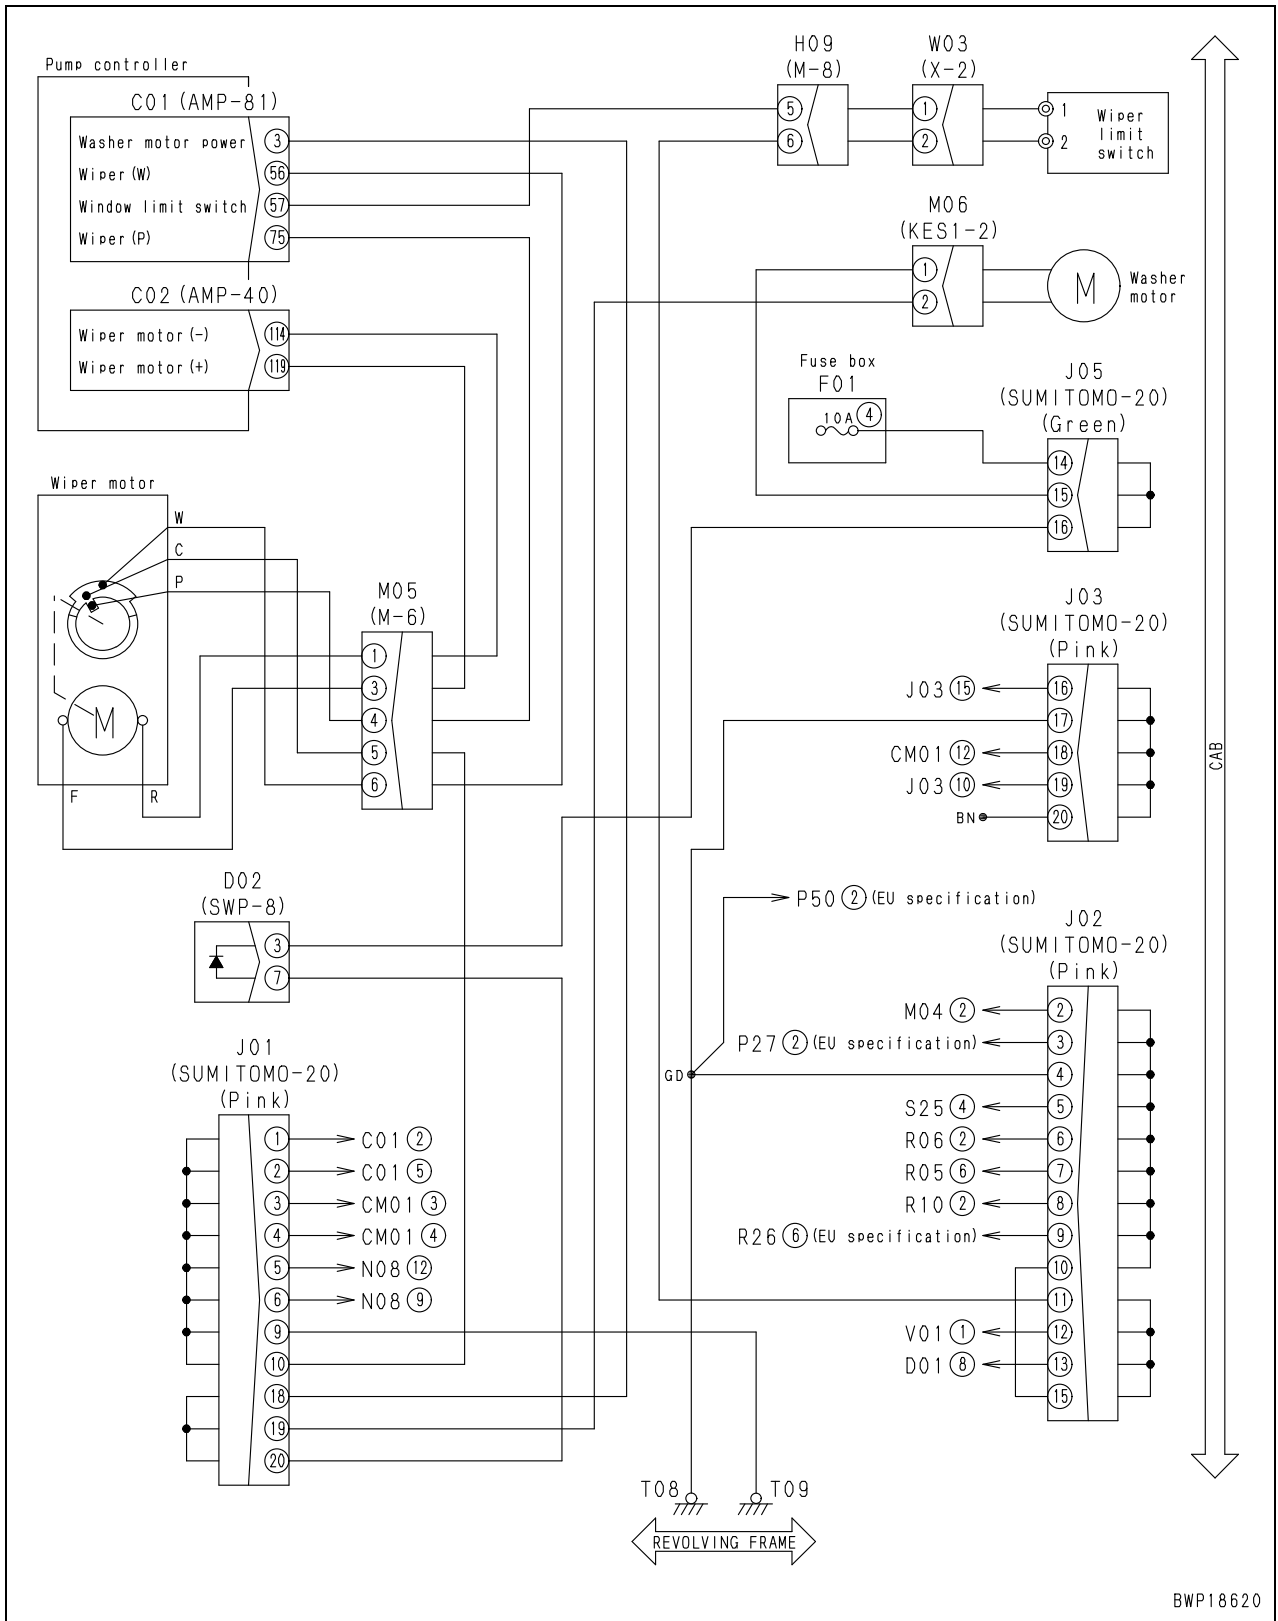 Pump controller
C01 (AMP-81)
Washer motor power 3
Wiper (W) 56
Window limit switch 57
Wiper (P) 75
C02 (AMP-40)
Wiper motor (-) 114
Wiper motor (+) 119
H09
(M-8)
5
6
W03
(X-2)
1
2
1
2
Wiper
limit
switch
M06
(KES1-2)
1
2
M
Washer
motor
Fuse box
F01
10A 4
J05
(SUMITOMO-20)
(Green)
14
15
16
Wiper motor
W
C
P
M
F
R
M05
(M-6)
1
3
4
5
6
J03
(SUMITOMO-20)
(Pink)
J03 15 16
17
CM01 12 18
J03 10 19
BN 20
CAB
D02
(SWP-8)
3
7
P50 2 (EU specification)
J02
(SUMITOMO-20)
(Pink)
M04 2 2
P27 2 (EU specification) 3
GD 4
S25 4 5
R06 2 6
R05 6 7
R10 2 8
R26 6 (EU specification) 9
10
11
V01 1 12
D01 8 13
15
J01
(SUMITOMO-20)
(Pink)
1 C01 2
2 C01 5
3 CM01 3
4 CM01 4
5 N08 12
6 N08 9
9
10
18
19
20
T08
T09
REVOLVING FRAME
BWP18620